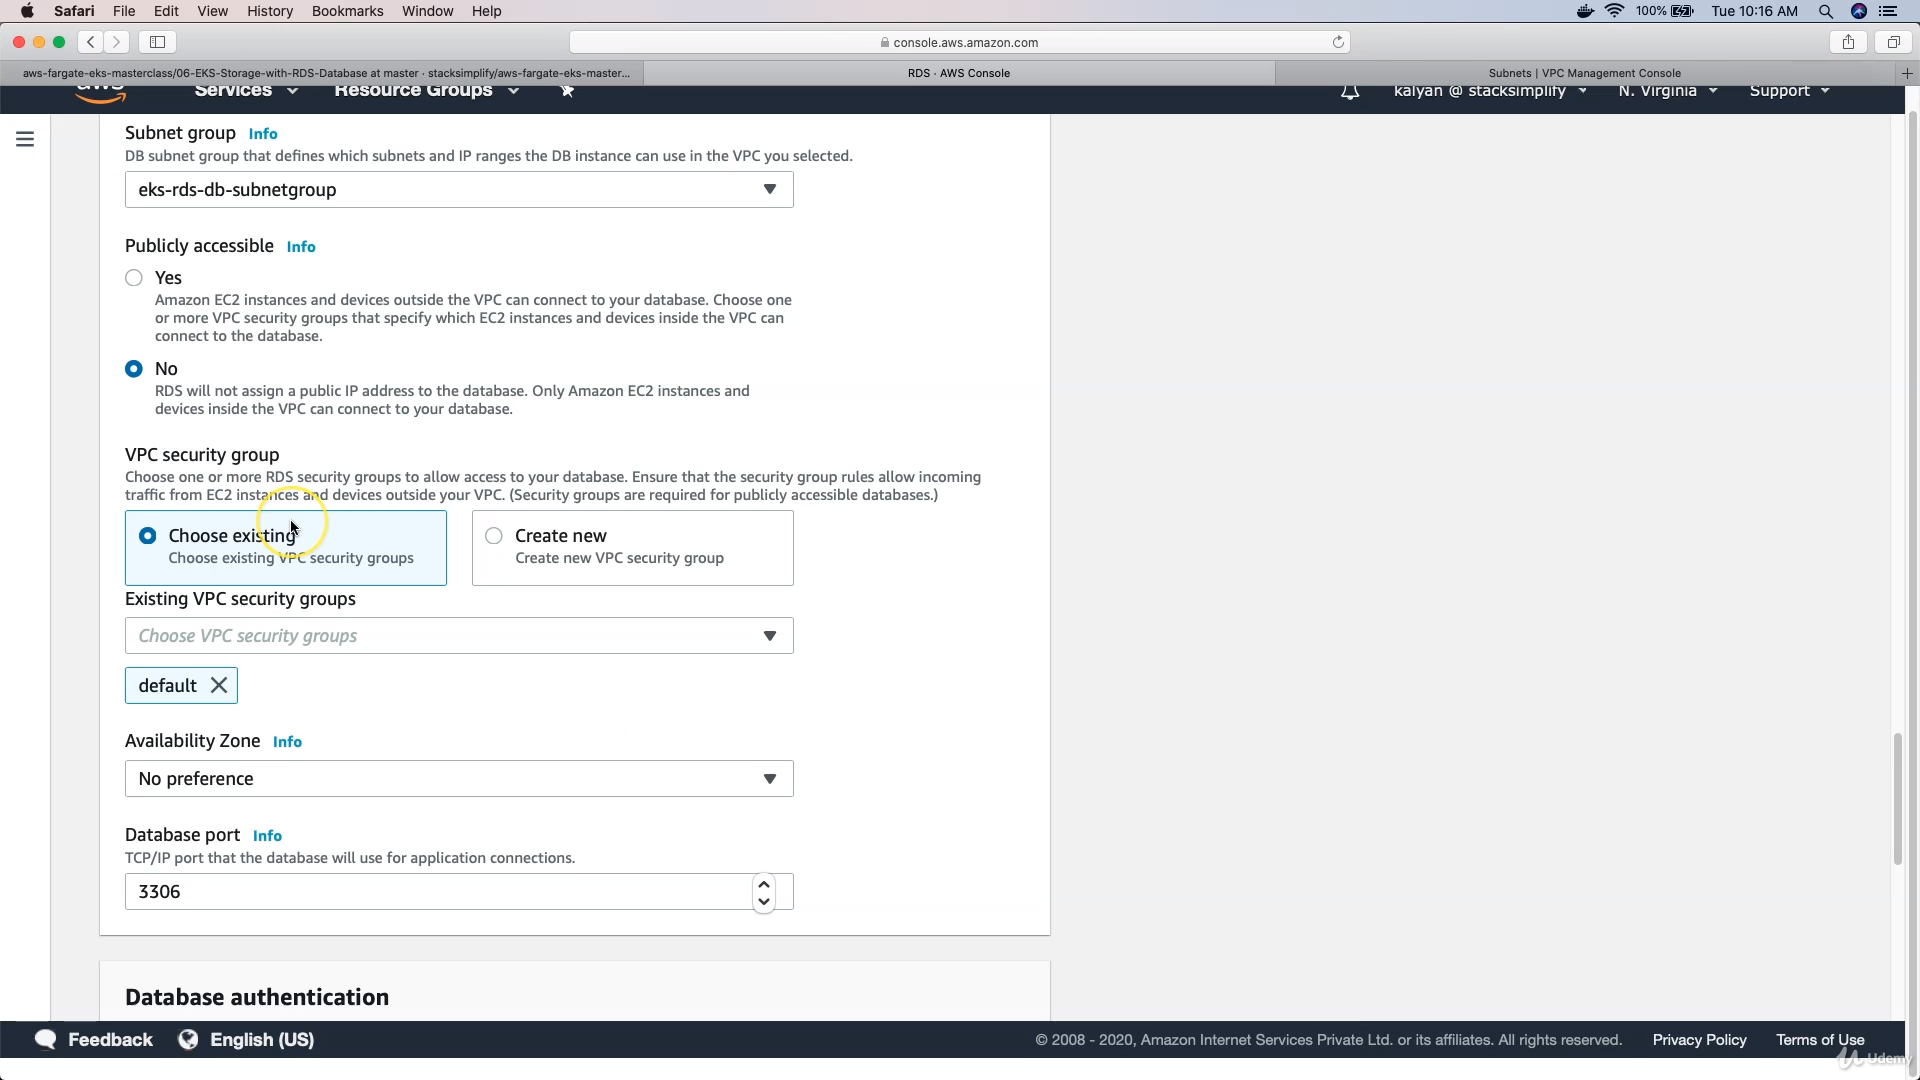 Safari File Edit View History Bookmarks Window Help 100% Tue 10:16 AM
console.aws.amazon.com
aws-fargate-eks-masterclass/06-EKS-Storage-with-RDS-Database at master · stacksimplify/aws-fargate-eks-master... RDS · AWS Console Subnets | VPC Management Console
aws Services Resource Groups kalyan @ stacksimplify N. Virginia Support
Subnet group Info
DB subnet group that defines which subnets and IP ranges the DB instance can use in the VPC you selected.
eks-rds-db-subnetgroup
Publicly accessible Info
Yes
Amazon EC2 instances and devices outside the VPC can connect to your database. Choose one
or more VPC security groups that specify which EC2 instances and devices inside the VPC can
connect to the database.
No
RDS will not assign a public IP address to the database. Only Amazon EC2 instances and
devices inside the VPC can connect to your database.
VPC security group
Choose one or more RDS security groups to allow access to your database. Ensure that the security group rules allow incoming
traffic from EC2 instances and devices outside your VPC. (Security groups are required for publicly accessible databases.)
Choose existing Create new
Choose existing VPC security groups Create new VPC security group
Existing VPC security groups
Choose VPC security groups
default
Availability Zone Info
No preference
Database port Info
TCP/IP port that the database will use for application connections.
3306
Database authentication
Feedback English (US) © 2008 - 2020, Amazon Internet Services Private Ltd. or its affiliates. All rights reserved. Privacy Policy Terms of Use
Udemy